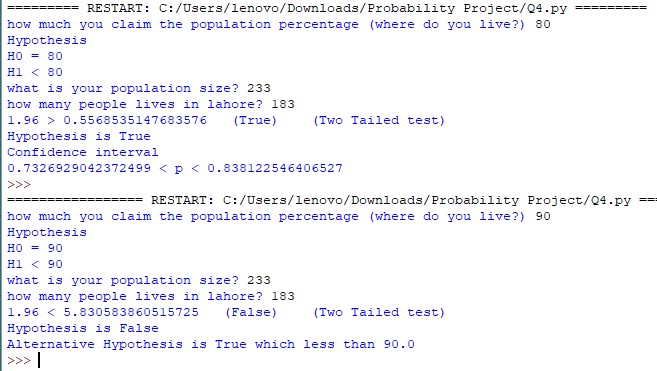 ========= RESTART: C:/Users/lenovo/Downloads/Probability Project/Q4.py =========
how much you claim the population percentage (where do you live?) 80
Hypothesis
H0 = 80
H1 < 80
what is your population size? 233
how many people lives in lahore? 183
1.96 > 0.5568535147683576   (True)     (Two Tailed test)
Hypothesis is True
Confidence interval
0.7326929042372499 < p < 0.838122546406527
>>>
================= RESTART: C:/Users/lenovo/Downloads/Probability Project/Q4.py ==
how much you claim the population percentage (where do you live?) 90
Hypothesis
H0 = 90
H1 < 90
what is your population size? 233
how many people lives in lahore? 183
1.96 < 5.830583860515725   (False)     (Two Tailed test)
Hypothesis is False
Alternative Hypothesis is True which less than 90.0
>>>